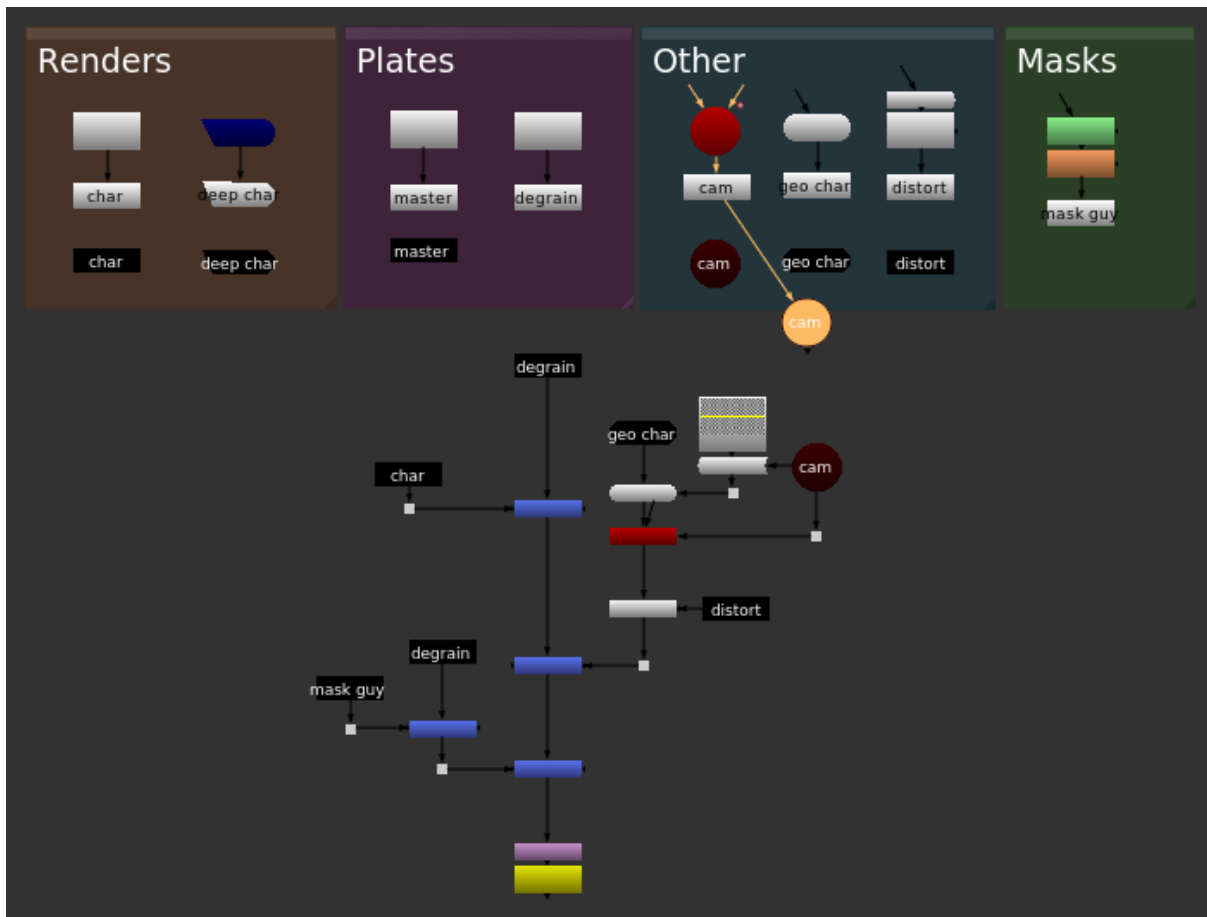 Renders
Plates
Other
Masks
char
deep char
master
degrain
cam
geo char
distort
mask guy
char
deep char
master
cam
geo char
distort
cam
degrain
geo char
char
cam
distort
degrain
mask guy